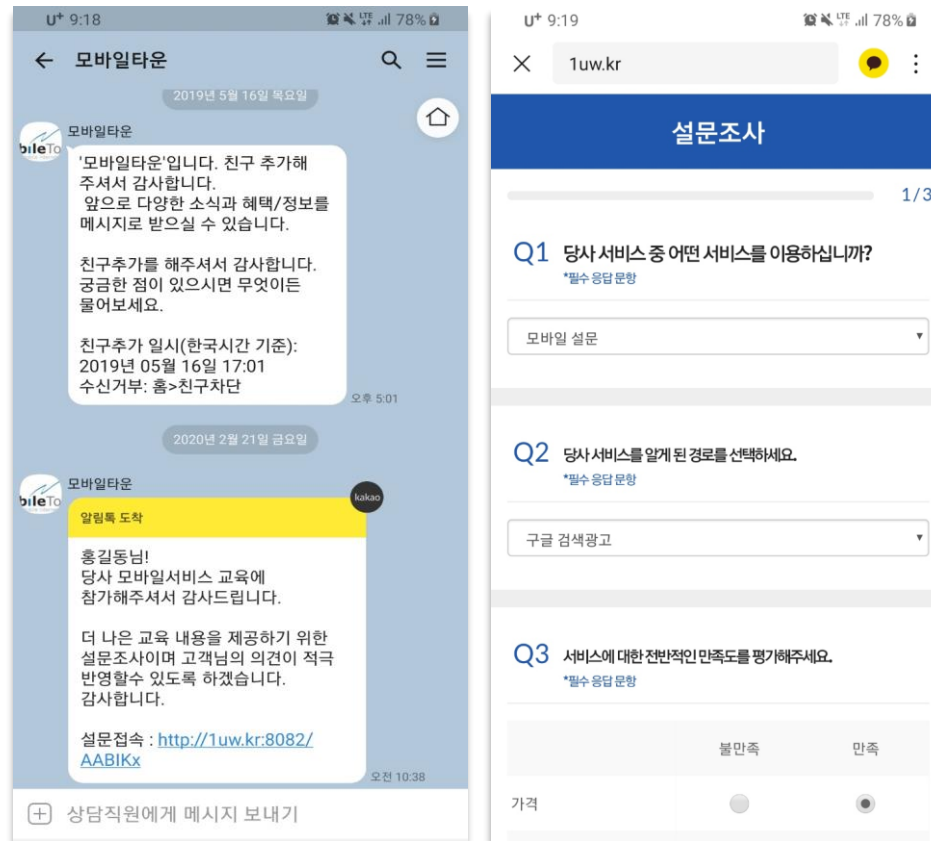 U+ 9:18
LTE
78%
모바일타운
2019년 5월 16일 목요일
bileTo
모바일타운
'모바일타운'입니다. 친구 추가해
주셔서 감사합니다.
앞으로 다양한 소식과 혜택/정보를
메시지로 받으실 수 있습니다.
친구추가를 해주셔서 감사합니다.
궁금한 점이 있으시면 무엇이든
물어보세요.
친구추가 일시(한국시간 기준):
2019년 05월 16일 17:01
수신거부: 홈>친구차단
오후 5:01
2020년 2월 21일 금요일
bileTo
모바일타운
kakao
알림톡 도착
홍길동님!
당사 모바일서비스 교육에
참가해주셔서 감사드립니다.
더 나은 교육 내용을 제공하기 위한
설문조사이며 고객님의 의견이 적극
반영할수 있도록 하겠습니다.
감사합니다.
설문접속 : http://1uw.kr:8082/
AABIKx
오전 10:38
상담직원에게 메시지 보내기
U+ 9:19
LTE
78%
1uw.kr
설문조사
1/3
Q1 당사 서비스 중 어떤 서비스를 이용하십니까?
*필수 응답 문항
모바일 설문
Q2 당사 서비스를 알게 된 경로를 선택하세요.
*필수 응답 문항
구글 검색광고
Q3 서비스에 대한 전반적인 만족도를 평가해주세요.
*필수 응답 문항
불만족 만족
가격